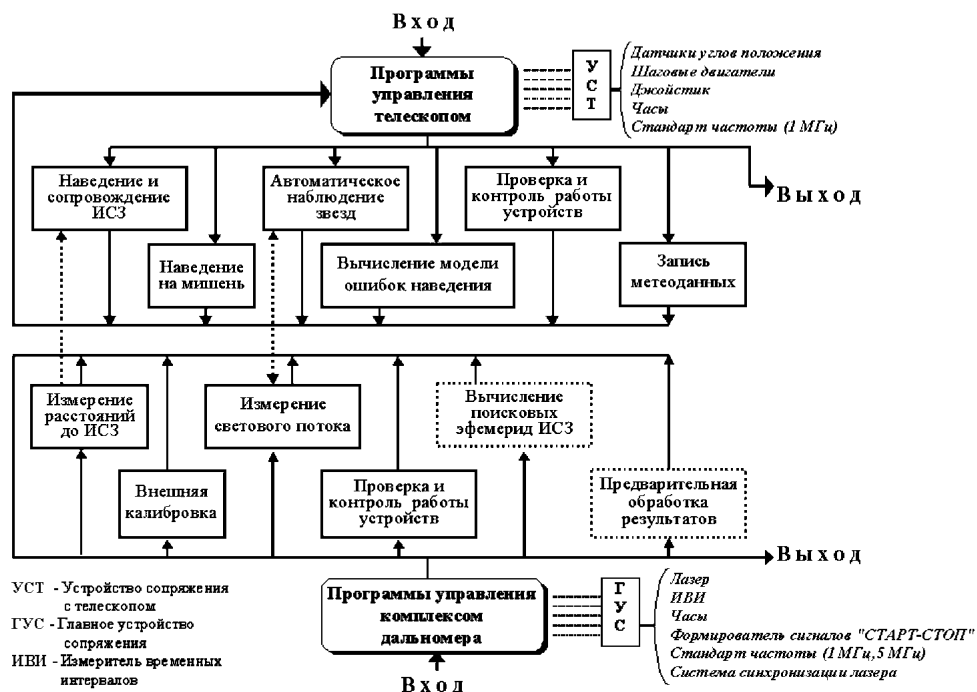 Вход
Программы
управления
телескопом
У
С
Т
Датчики углов положения
Шаговые двигатели
Джойстик
Часы
Стандарт частоты (1 МГц)
Наведение и
сопровождение
ИСЗ
Автоматическое
наблюдение
звезд
Проверка и
контроль работы
устройств
Выход
Наведение
на мишень
Вычисление модели
ошибок наведения
Запись
метеоданных
Измерение
расстояний
до ИСЗ
Измерение
светового потока
Вычисление
поисковых
эфемерид ИСЗ
Внешняя
калибровка
Проверка и
контроль работы
устройств
Предварительная
обработка
результатов
Выход
УСТ - Устройство сопряжения
с телескопом
ГУС - Главное устройство
сопряжения
ИВИ - Измеритель временных
интервалов
Программы управления
комплексом
дальномера
Г
У
С
Лазер
ИВИ
Часы
Формирователь сигналов "СТАРТ-СТОП"
Стандарт частоты (1 МГц,5 МГц)
Система синхронизации лазера
Вход